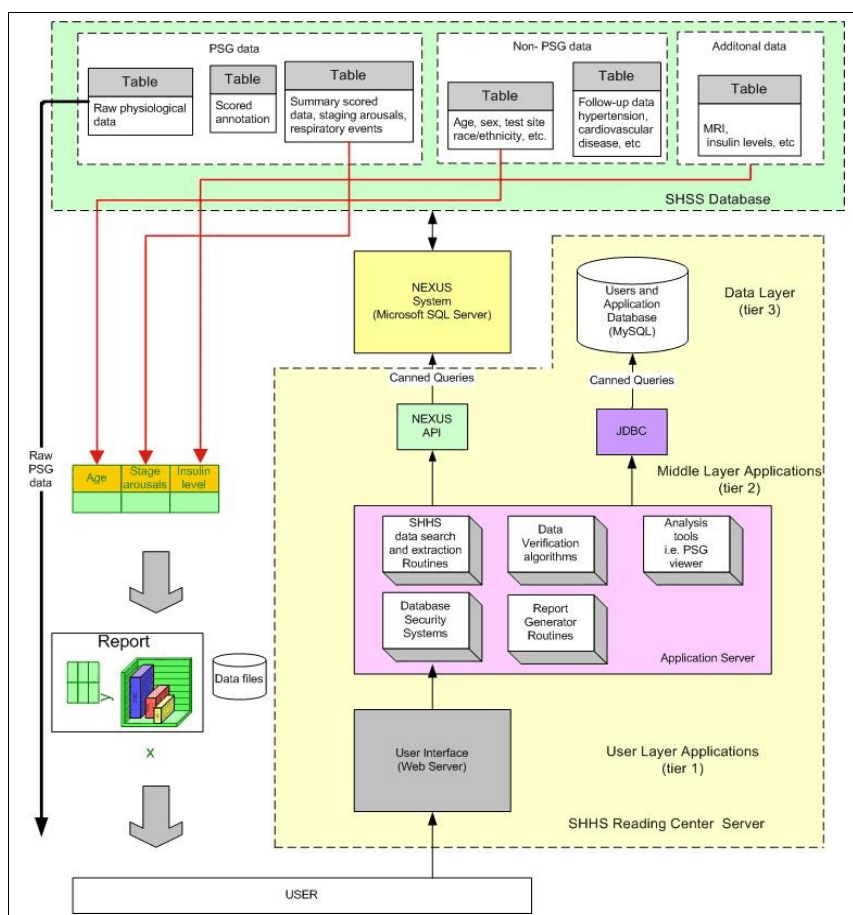 PSG data
Non- PSG data
Additonal data
Table
Raw physiological
data
Table
Scored
annotation
Table
Summary scored
data, staging arousals,
respiratory events
Table
Age, sex, test site
race/ethnicity, etc.
Table
Follow-up data
hypertension,
cardiovascular
disease, etc
Table
MRI,
insulin levels, etc
SHSS Database
NEXUS
System
(Microsoft SQL Server)
Users and
Application
Database
(MySQL)
Data Layer
(tier 3)
Canned Queries
Canned Queries
NEXUS
API
JDBC
Raw
PSG
data
Age
Stage
arousals
Insulin
level
Middle Layer Applications
(tier 2)
SHHS
data search
and extraction
Routines
Data
Verification
algorithms
Analysis
tools
i.e. PSG
viewer
Database
Security
Systems
Report
Generator
Routines
Application Server
Report
y
x
Data files
User Interface
(Web Server)
User Layer Applications
(tier 1)
SHHS Reading Center Server
USER